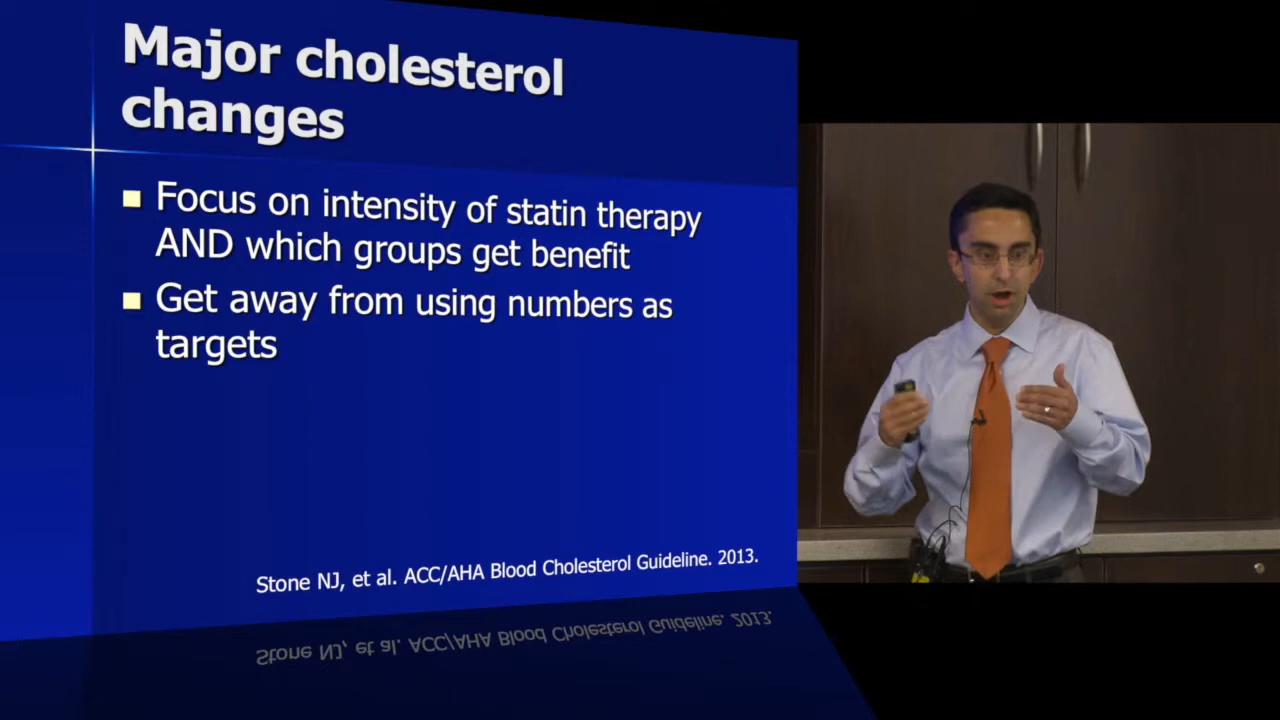 Major cholesterol
changes
Focus on intensity of statin therapy
AND which groups get benefit
Get away from using numbers as
targets
Stone NJ, et al. ACC/AHA Blood Cholesterol Guideline. 2013.